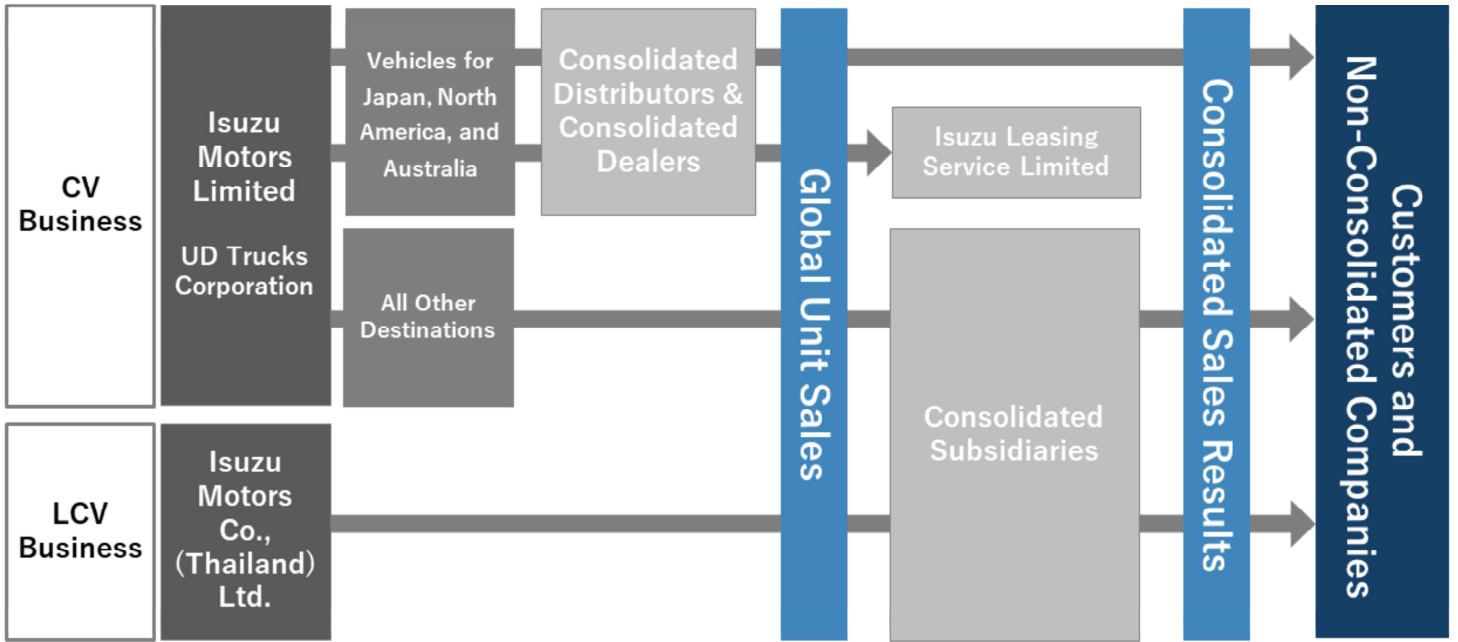 CV
Business
Isuzu
Motors
Limited
UD Trucks
Corporation
Vehicles for
Japan, North
America, and
Australia
All Other
Destinations
Consolidated
Distributors &
Consolidated
Dealers
Global Unit Sales
Isuzu Leasing
Service Limited
Consolidated
Subsidiaries
Consolidated Sales Results
Customers and
Non-Consolidated Companies
LCV
Business
Isuzu
Motors
Co.,
(Thailand)
Ltd.